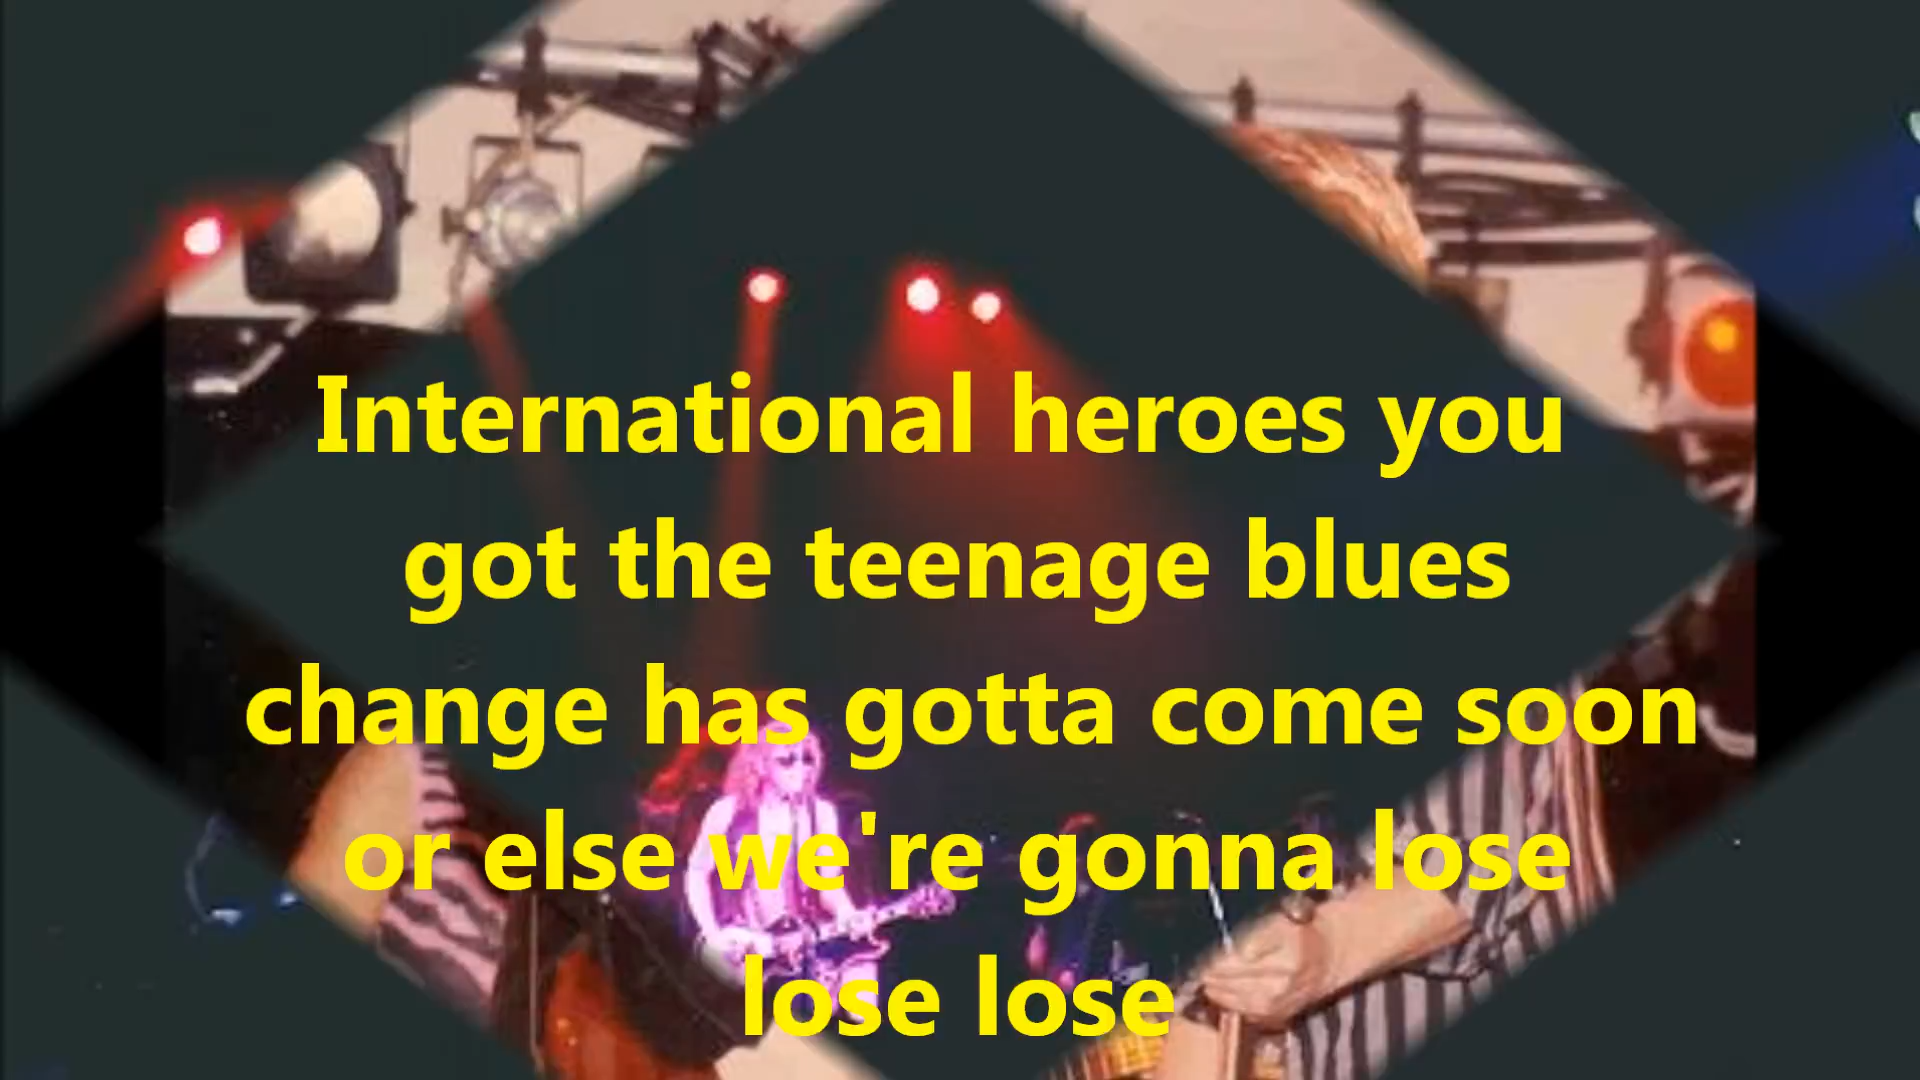 International heroes you
got the teenage blues
change has gotta come soon
or else we're gonna lose
lose lose